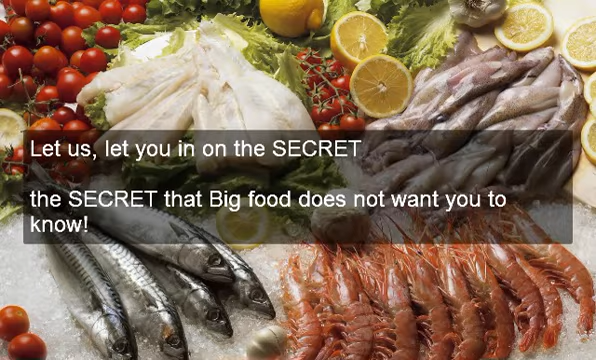 Let us, let you in on the SECRET
the SECRET that Big food does not want you to
know!